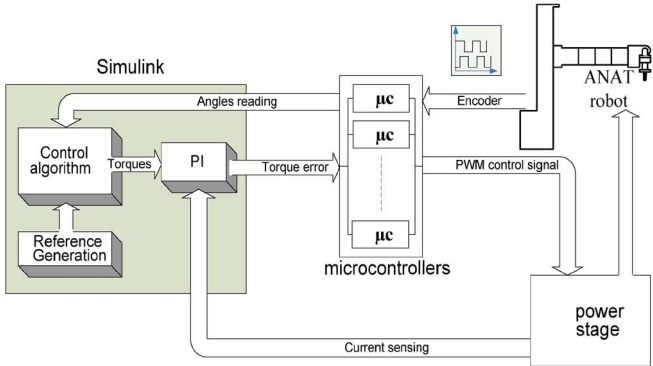 Simulink
Angles reading
Control
algorithm
Torques
PI
Torque error
Reference
Generation
μc
μc
μc
microcontrollers
Encoder
ANAT
robot
PWM control signal
power
stage
Current sensing